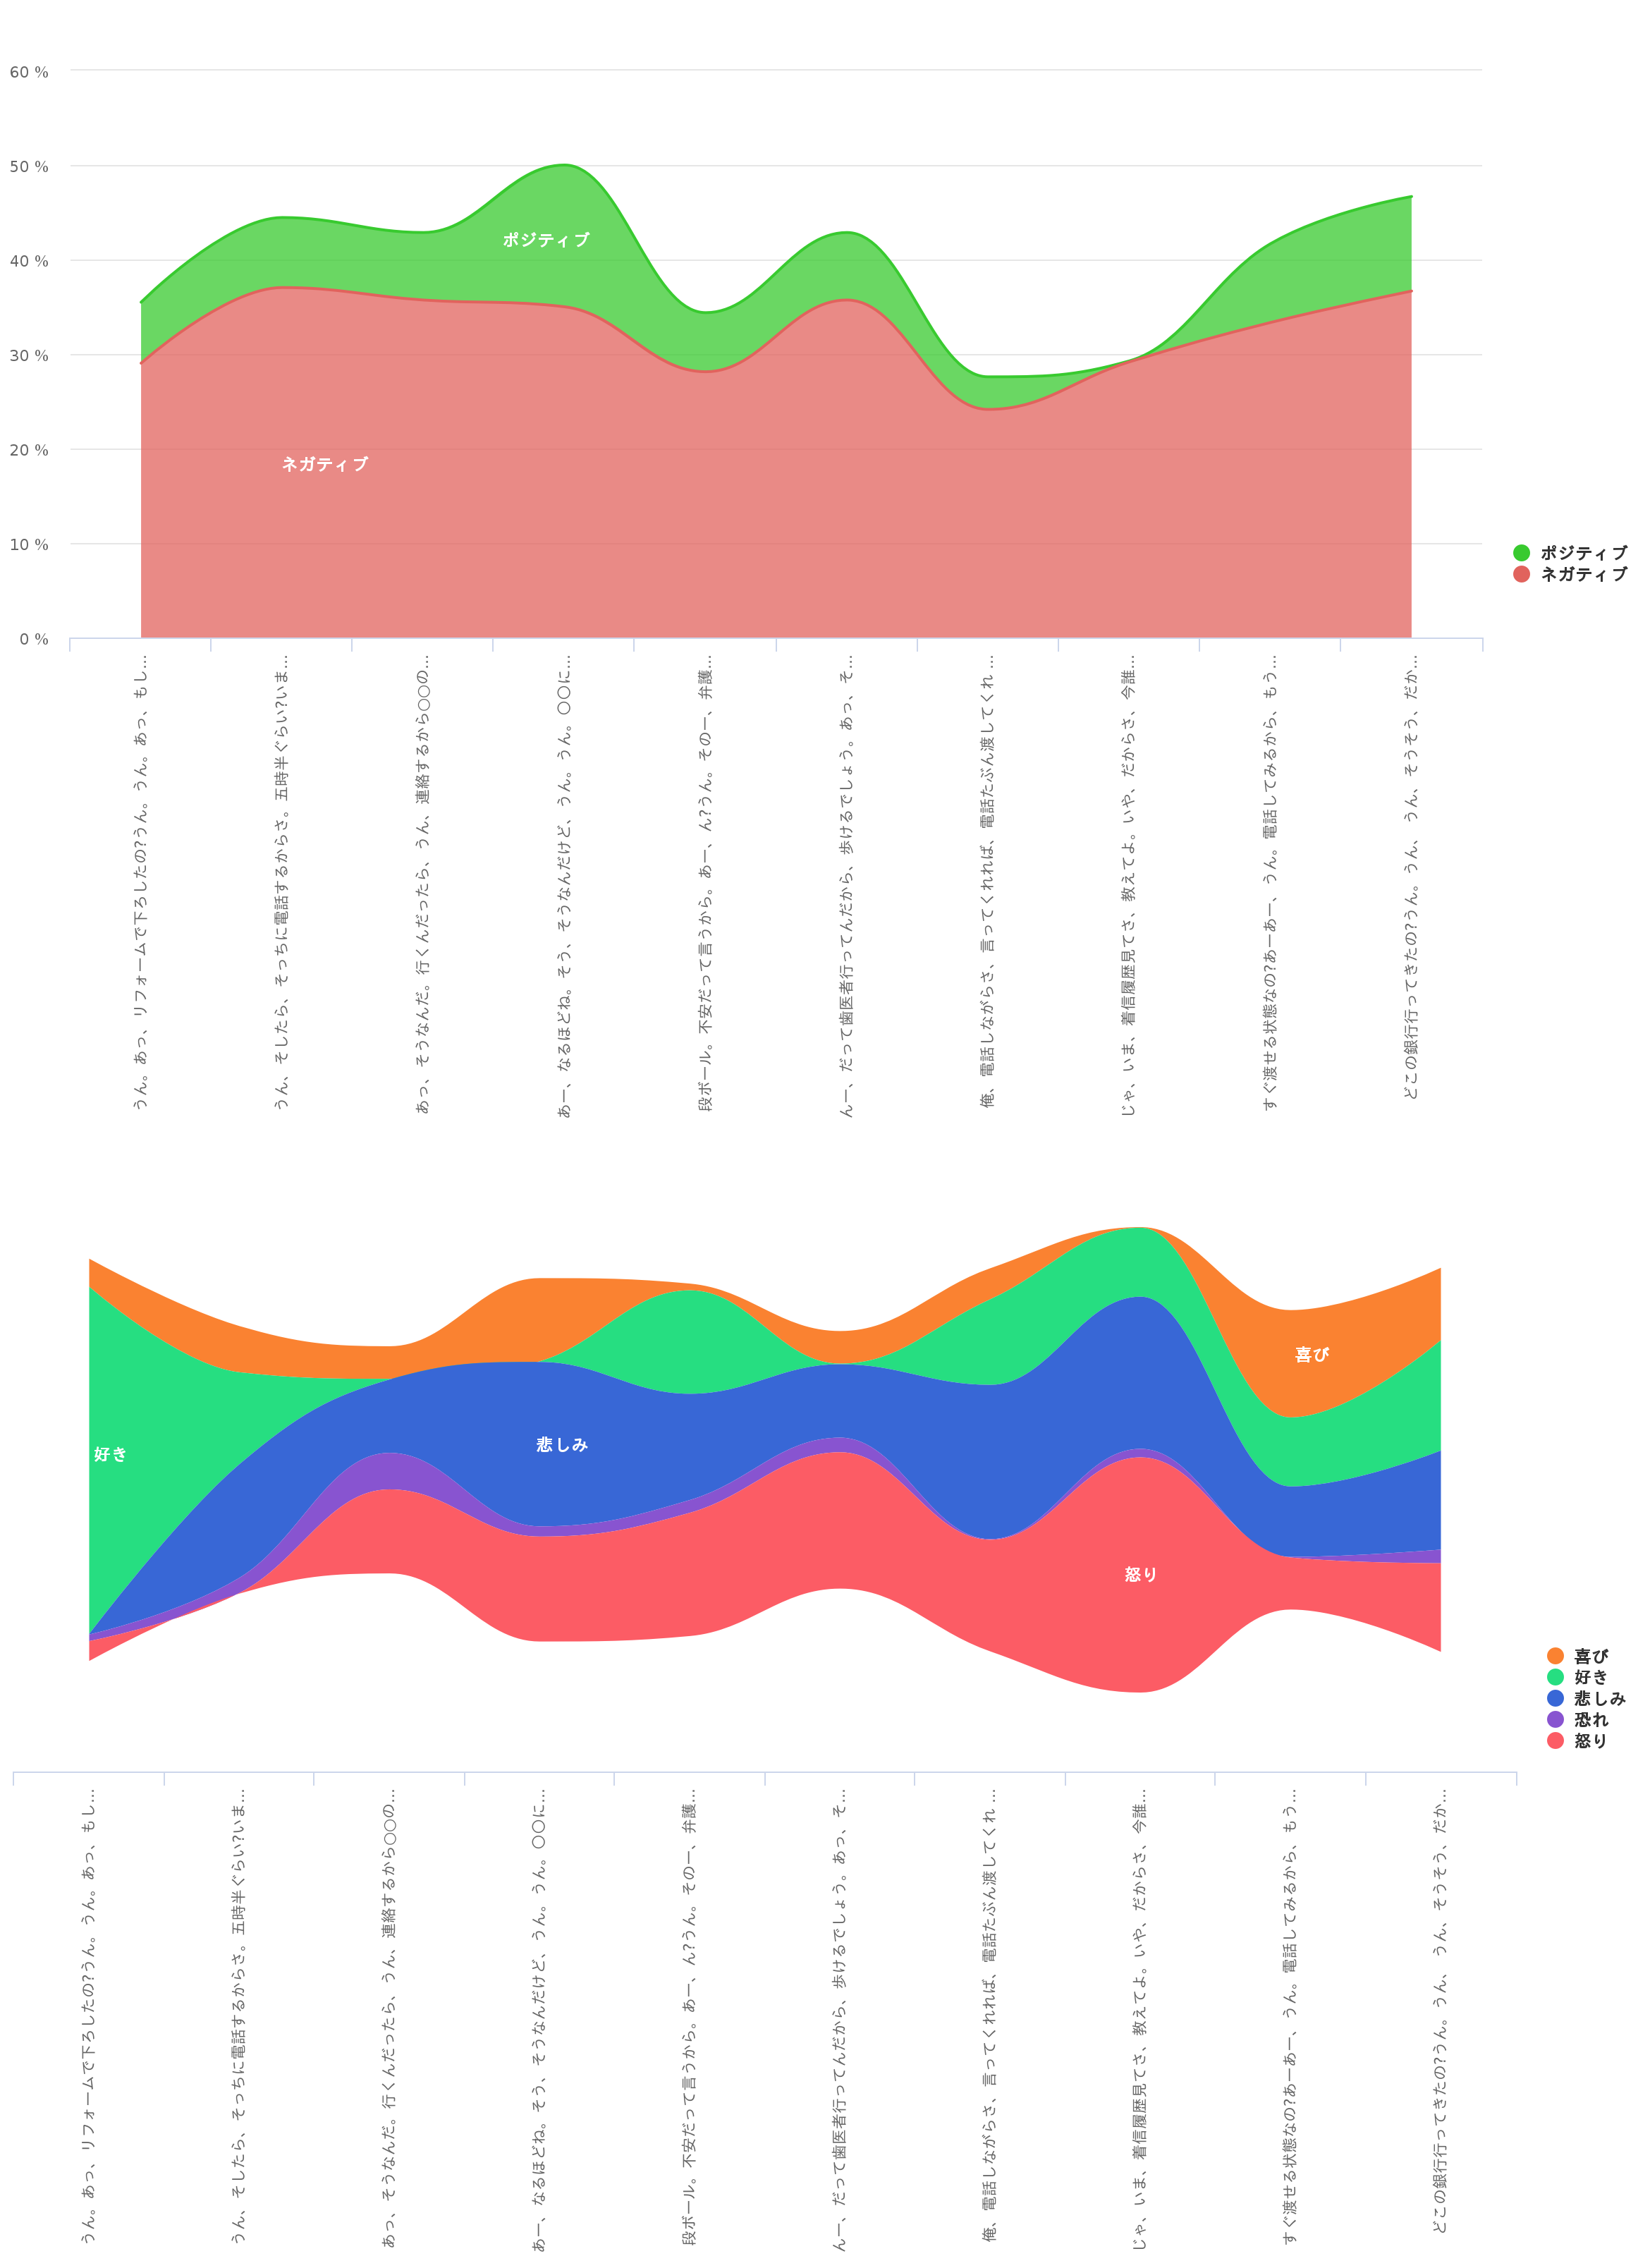 60 %
50 %
40 %
30 %
20 %
10 %
0 %
ポジティブ
ネガティブ
ポジティブ
ネガティブ
うん。あっ、リフォームで下ろしたの?うん。うん。あっ、もし…
うん、そしたら、そっちに電話するからさ。五時半ぐらい?いま…
あっ、そうなんだ。行くんだったら、うん、連絡するから○○の…
あー、なるほどね。そう、そうなんだけど、うん。うん。○○に…
段ボール。不安だって言うから。あー、ん?うん。そのー、弁護…
んー、だって歯医者行ってんだから、歩けるでしょう。あっ、そ…
俺、電話しながらさ、言ってくれれば、電話たぶん渡してくれ …
じゃ、いま、着信履歴見てさ、教えてよ。いや、だからさ、今誰…
すぐ渡せる状態なの?あーあー、うん。電話してみるから、もう…
どこの銀行行ってきたの?うん。うん、 うん、そうそう、だか…
喜び
好き
悲しみ
怒り
喜び
好き
悲しみ
恐れ
怒り
うん。あっ、リフォームで下ろしたの?うん。うん。あっ、もし…
うん、そしたら、そっちに電話するからさ。五時半ぐらい?いま…
あっ、そうなんだ。行くんだったら、うん、連絡するから○○の…
あー、なるほどね。そう、そうなんだけど、うん。うん。○○に…
段ボール。不安だって言うから。あー、ん?うん。そのー、弁護…
んー、だって歯医者行ってんだから、歩けるでしょう。あっ、そ…
俺、電話しながらさ、言ってくれれば、電話たぶん渡してくれ …
じゃ、いま、着信履歴見てさ、教えてよ。いや、だからさ、今誰…
すぐ渡せる状態なの?あーあー、うん。電話してみるから、もう…
どこの銀行行ってきたの?うん。うん、 うん、そうそう、だか…